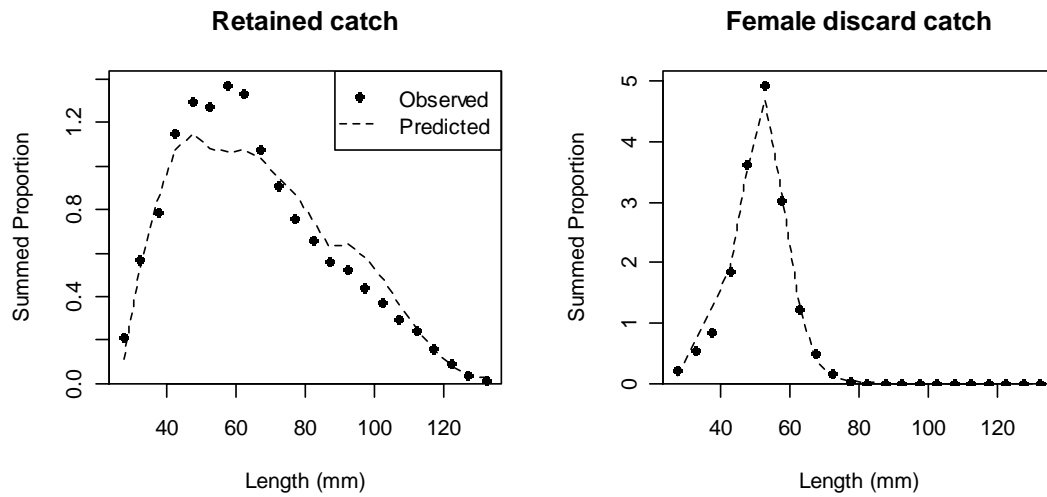 Retained catch
Summed Proportion
0.0 0.4 0.8 1.2
Observed
Predicted
40 60 80 100 120
Length (mm)
Female discard catch
Summed Proportion
0 1 2 3 4 5
40 60 80 100 120
Length (mm)